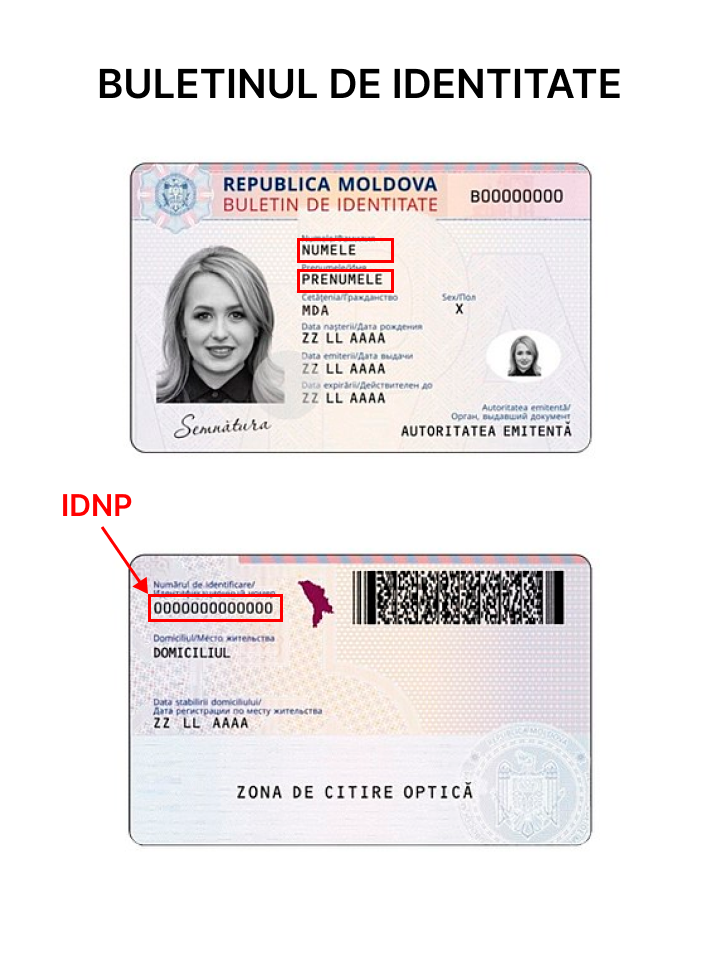 BULETINUL DE IDENTITATE
REPUBLICA MOLDOVA
BULETIN DE IDENTITATE
B00000000
Numele/Фамилия
NUMELE
Prenumele/Имя
PRENUMELE
Cetățenia/Гражданство
Sex/Пол
MDA
X
Data nașterii/Дата рождения
ZZ LL AAAA
Data emiterii/Дата выдачи
ZZ LL AAAA
Data expirării/Действителен до
ZZ LL AAAA
Autoritatea emitentă/
Орган, выдавший документ
AUTORITATEA EMITENTĂ
Semnătura
IDNP
Numărul de identificare/
Идентификационный номер
0000000000000
Domiciliul/Место жительства
DOMICILIUL
Data stabilirii domiciliului/
Дата регистрации по месту жительства
ZZ LL AAAA
ZONA DE CITIRE OPTICĂ